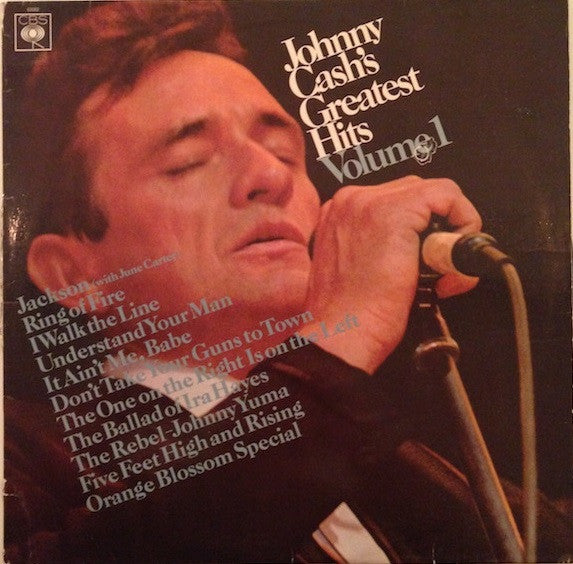 CBS
Johnny
Cash's
Greatest
Hits
Volume 1
Jackson (with June Carter)
Ring of Fire
I Walk the Line
Understand Your Man
It Ain't Me, Babe
Don't Take Your Guns to Town
The One on the Right Is on the Left
The Ballad of Ira Hayes
The Rebel-Johnny Yuma
Five Feet High and Rising
Orange Blossom Special